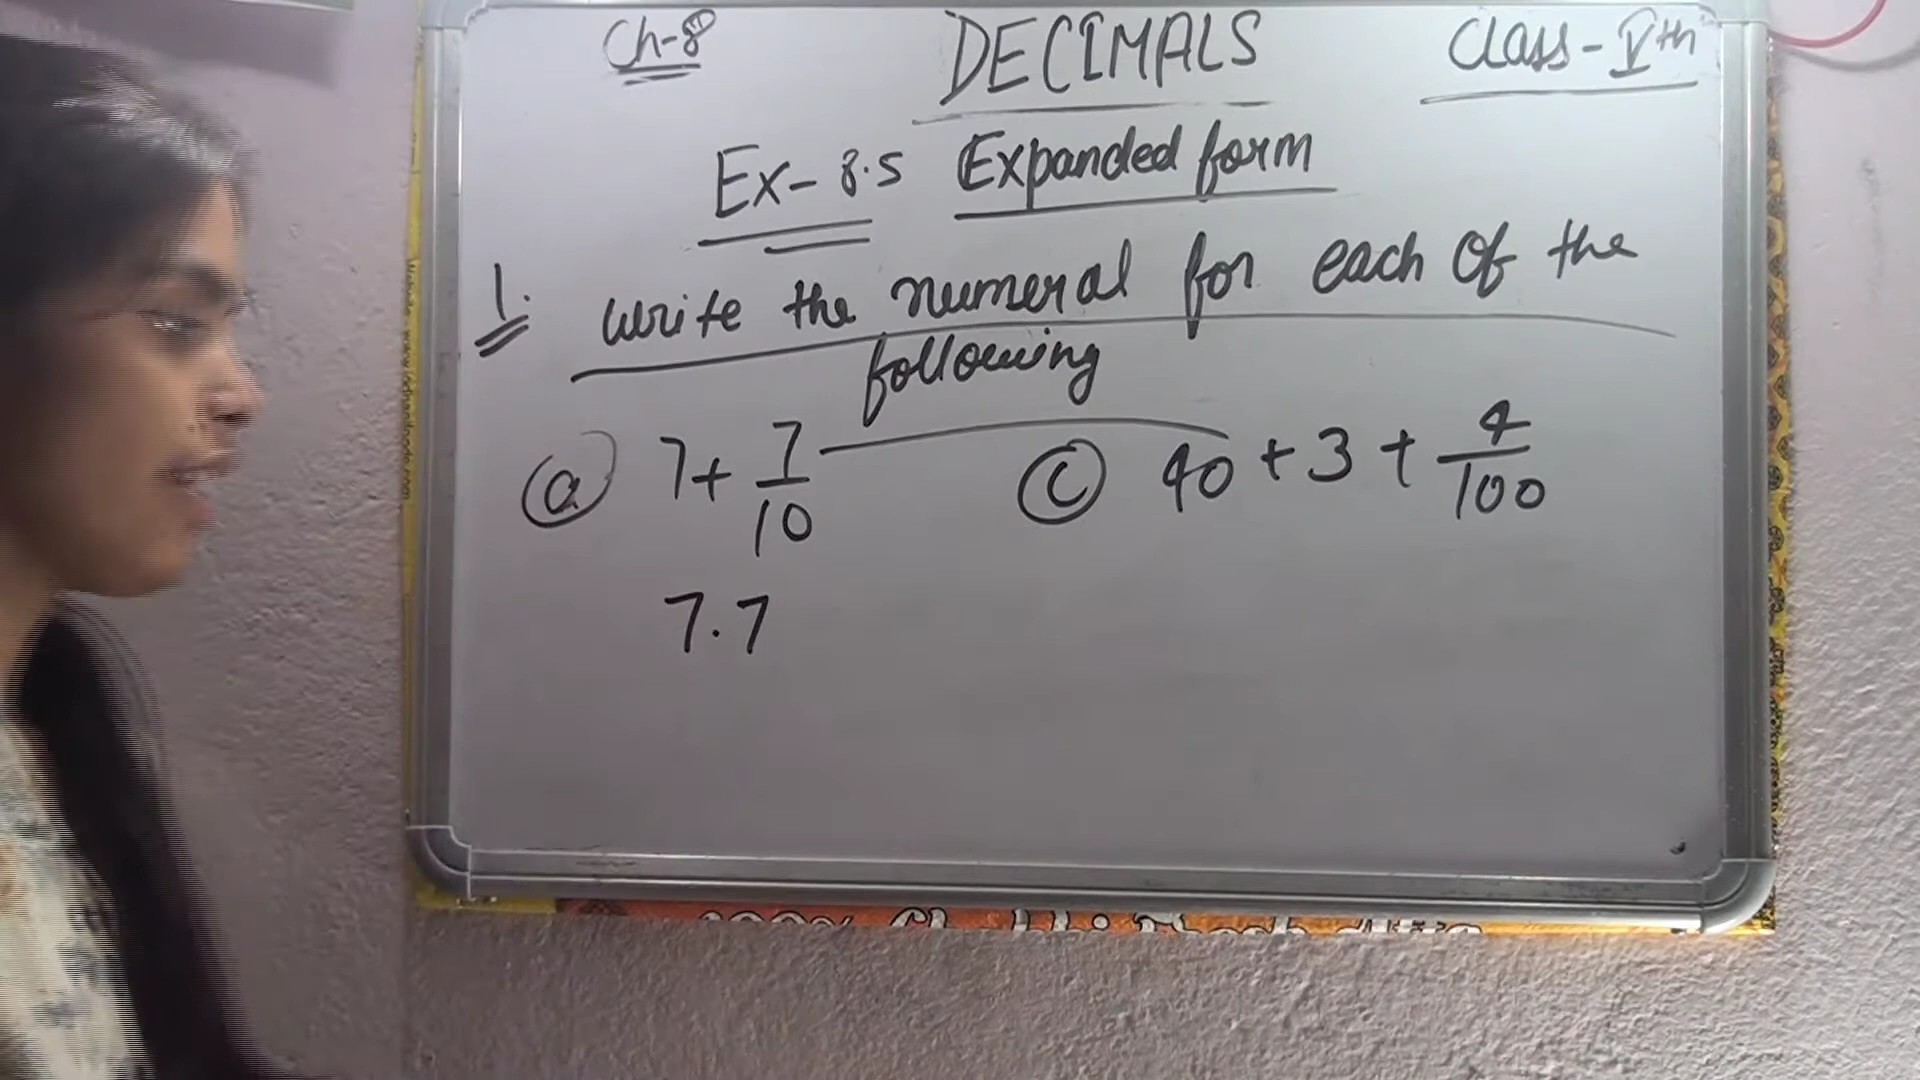 Ch-8 DECIMALS Class-Vth
Ex-8.5 Expanded form
1. write the numeral for each of the
following
(a) 7 + 7/10 (c) 40 + 3 + 4/100
7.7